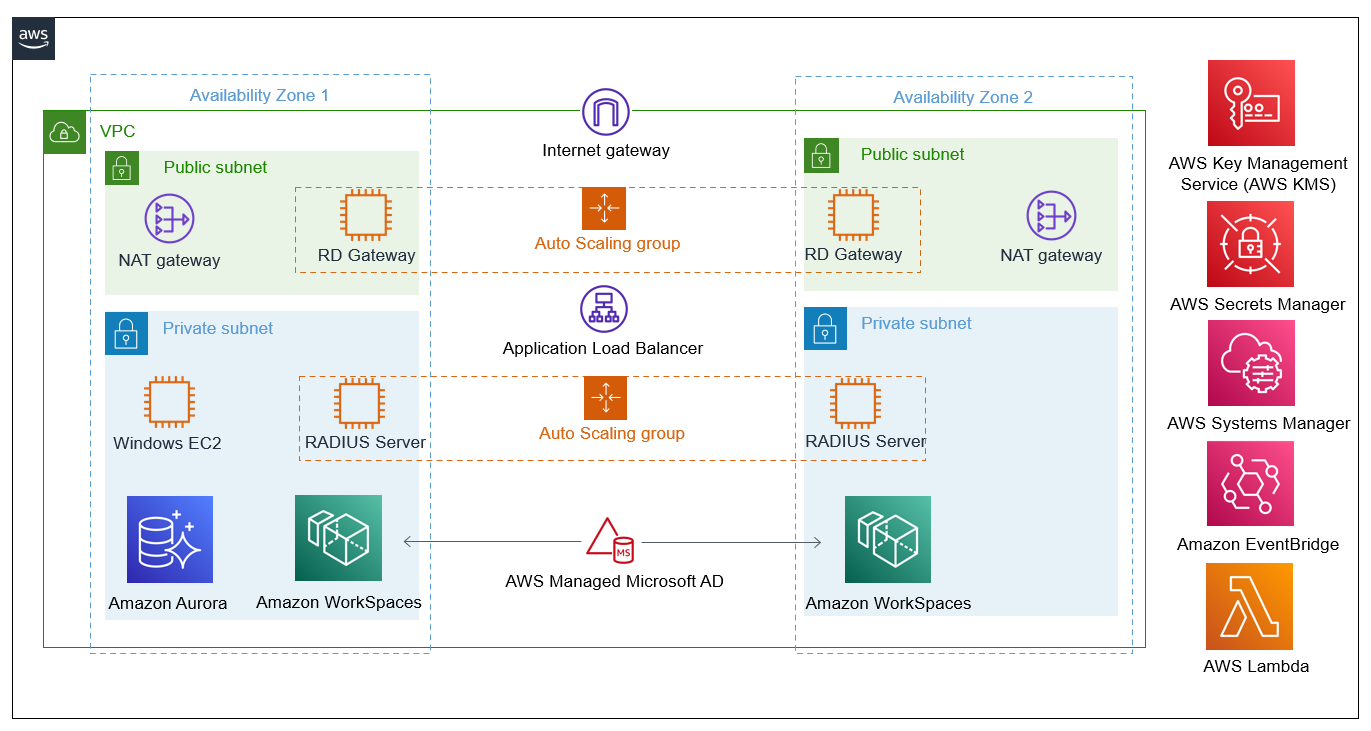 aws
Availability Zone 1
Availability Zone 2
VPC
Internet gateway
Public subnet
Public subnet
NAT gateway
RD Gateway
Auto Scaling group
RD Gateway
NAT gateway
Private subnet
Application Load Balancer
Private subnet
Windows EC2
RADIUS Server
Auto Scaling group
RADIUS Server
MS
Amazon Aurora
Amazon WorkSpaces
AWS Managed Microsoft AD
Amazon WorkSpaces
AWS Key Management
Service (AWS KMS)
AWS Secrets Manager
AWS Systems Manager
Amazon EventBridge
AWS Lambda